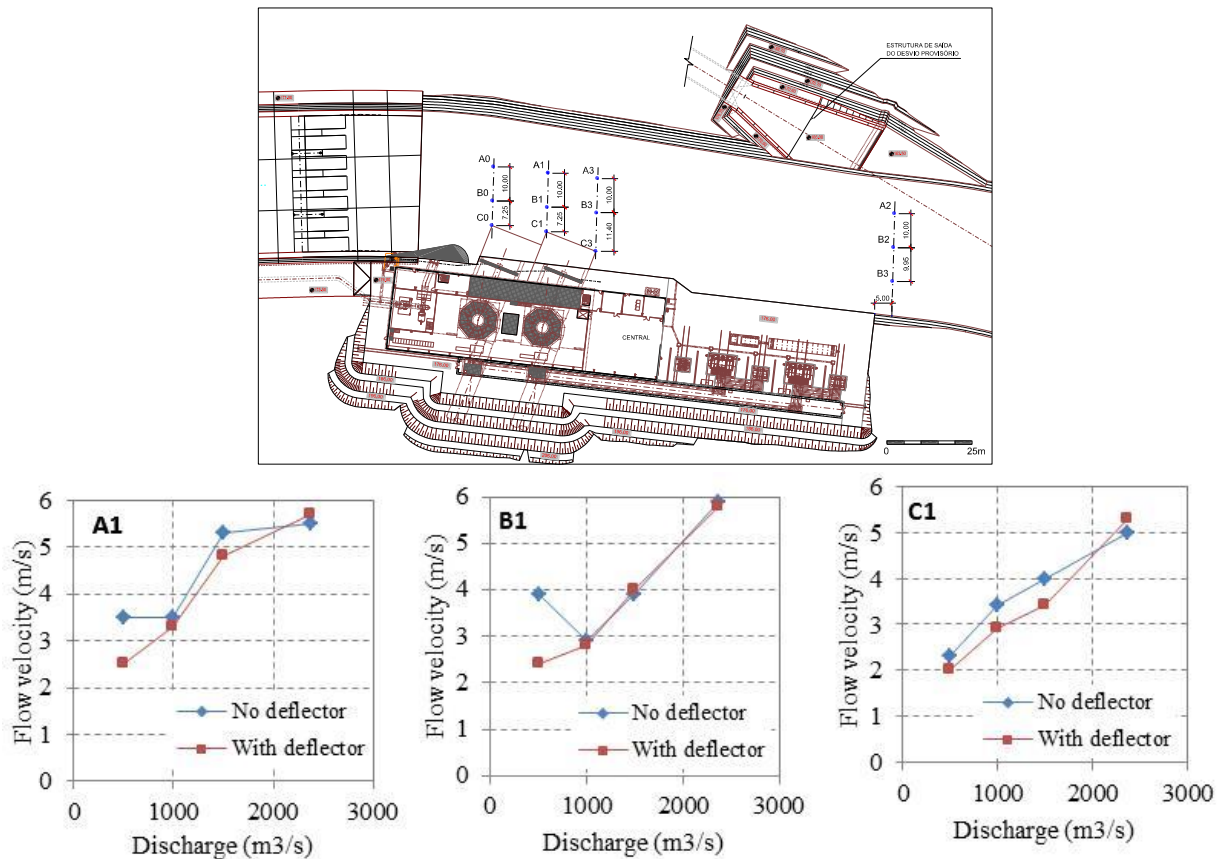 ESTRUTURA DE SAÍDA
DO DESVIO PROVISÓRIO
A0
A1
A3
10,00
10,00
10,00
B0
B1
B3
7,25
7,25
11,40
C0
C1
C3
A2
10,00
B2
9,95
B3
5,00
CENTRAL
0
25m
A1
Flow velocity (m/s)
6
5
4
3
2
1
0
No deflector
With deflector
0
1000
2000
3000
Discharge (m3/s)
B1
Flow velocity (m/s)
6
5
4
3
2
1
0
No deflector
With deflector
0
1000
2000
3000
Discharge (m3/s)
C1
Flow velocity (m/s)
6
5
4
3
2
1
0
No deflector
With deflector
0
1000
2000
3000
Discharge (m3/s)